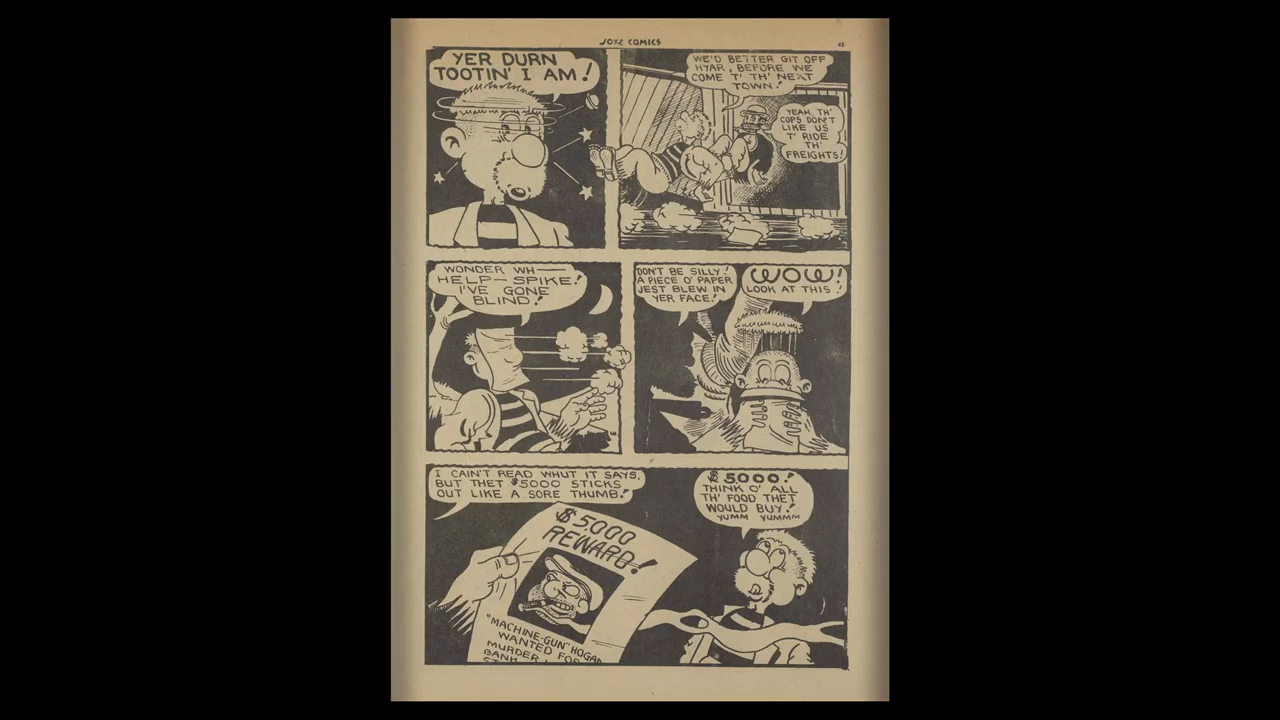 JOKE COMICS
43
YER DURN
TOOTIN' I AM!
WE'D BETTER GIT OFF
HYAR, BEFORE WE
COME T' TH' NEXT
TOWN!
YEAH, TH'
COPS DON'T
LIKE US
T' RIDE
TH'
FREIGHTS!
WONDER WH—
HELP—SPIKE!
I'VE GONE
BLIND!
DON'T BE SILLY!
A PIECE O' PAPER
JEST BLEW IN
YER FACE!
WOW!
LOOK AT THIS!
I CAIN'T READ WHUT IT SAYS,
BUT THET $5000 STICKS
OUT LIKE A SORE THUMB!
$5000!
THINK O' ALL
TH' FOOD THET
WOULD BUY!
YUMM YUMMM
$5000
REWARD!
"MACHINE-GUN" HOGAN
WANTED FOR
MURDER
BANK